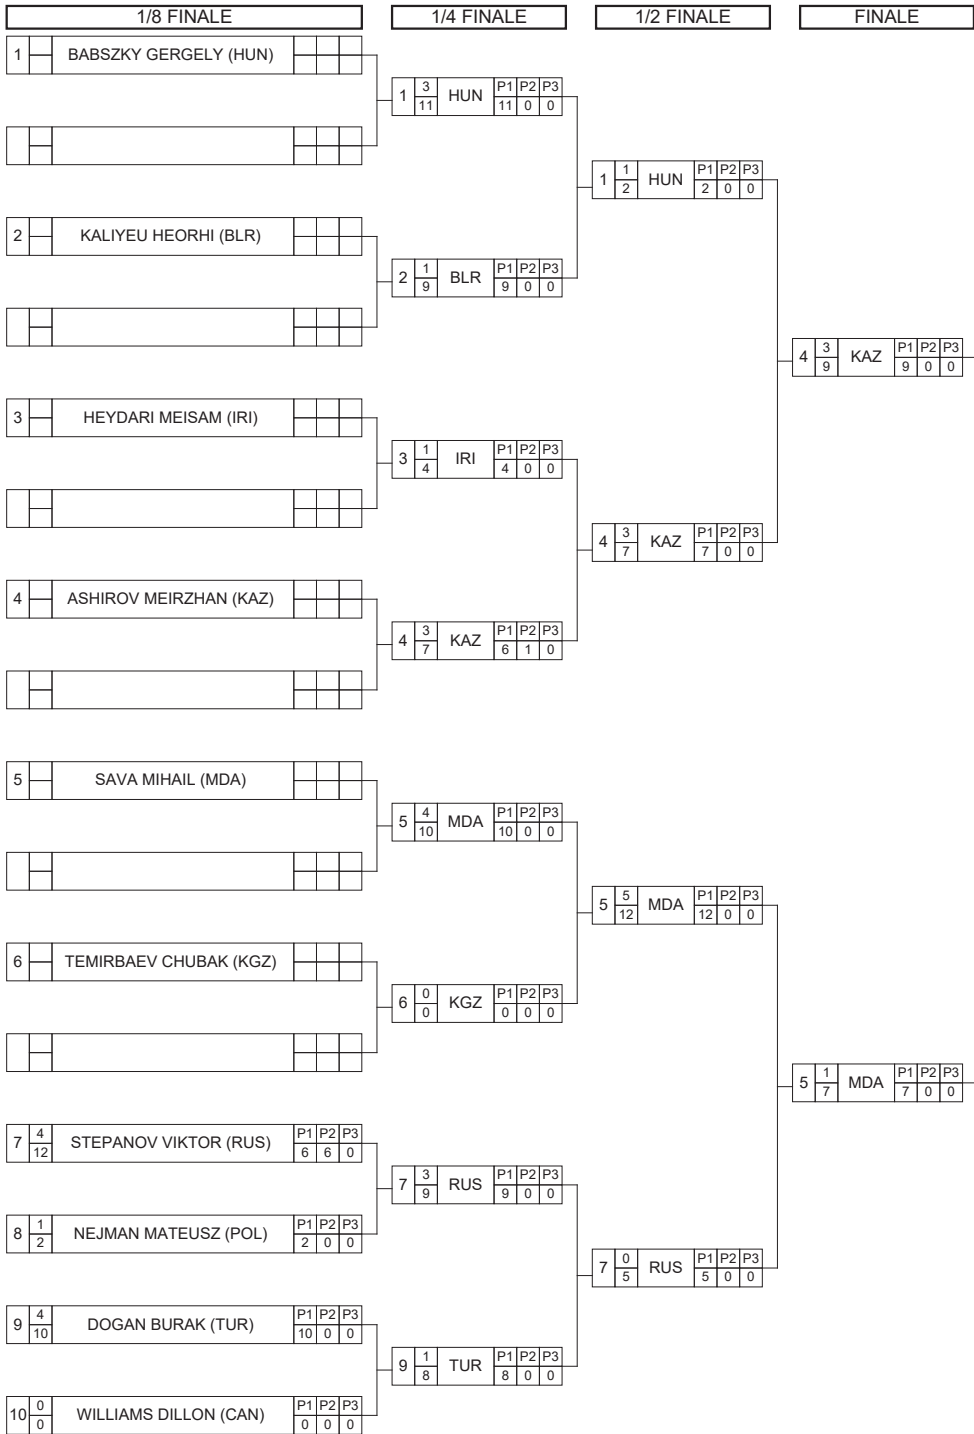 1/8 FINALE 1/4 FINALE 1/2 FINALE FINALE
1 BABSZKY GERGELY (HUN)
1 3 11 HUN P1 P2 P3
11 0 0
1 1 2 HUN P1 P2 P3
2 0 0
2 KALIYEU HEORHI (BLR)
2 1 9 BLR P1 P2 P3
9 0 0
4 3 9 KAZ P1 P2 P3
9 0 0
3 HEYDARI MEISAM (IRI)
3 1 4 IRI P1 P2 P3
4 0 0
4 3 7 KAZ P1 P2 P3
7 0 0
4 ASHIROV MEIRZHAN (KAZ)
4 3 7 KAZ P1 P2 P3
6 1 0
5 SAVA MIHAIL (MDA)
5 4 10 MDA P1 P2 P3
10 0 0
5 5 12 MDA P1 P2 P3
12 0 0
6 TEMIRBAEV CHUBAK (KGZ)
6 0 0 KGZ P1 P2 P3
0 0 0
5 1 7 MDA P1 P2 P3
7 0 0
7 4 12 STEPANOV VIKTOR (RUS) P1 P2 P3
6 6 0
7 3 9 RUS P1 P2 P3
9 0 0
8 1 2 NEJMAN MATEUSZ (POL) P1 P2 P3
2 0 0
7 0 5 RUS P1 P2 P3
5 0 0
9 4 10 DOGAN BURAK (TUR) P1 P2 P3
10 0 0
9 1 8 TUR P1 P2 P3
8 0 0
10 0 0 WILLIAMS DILLON (CAN) P1 P2 P3
0 0 0